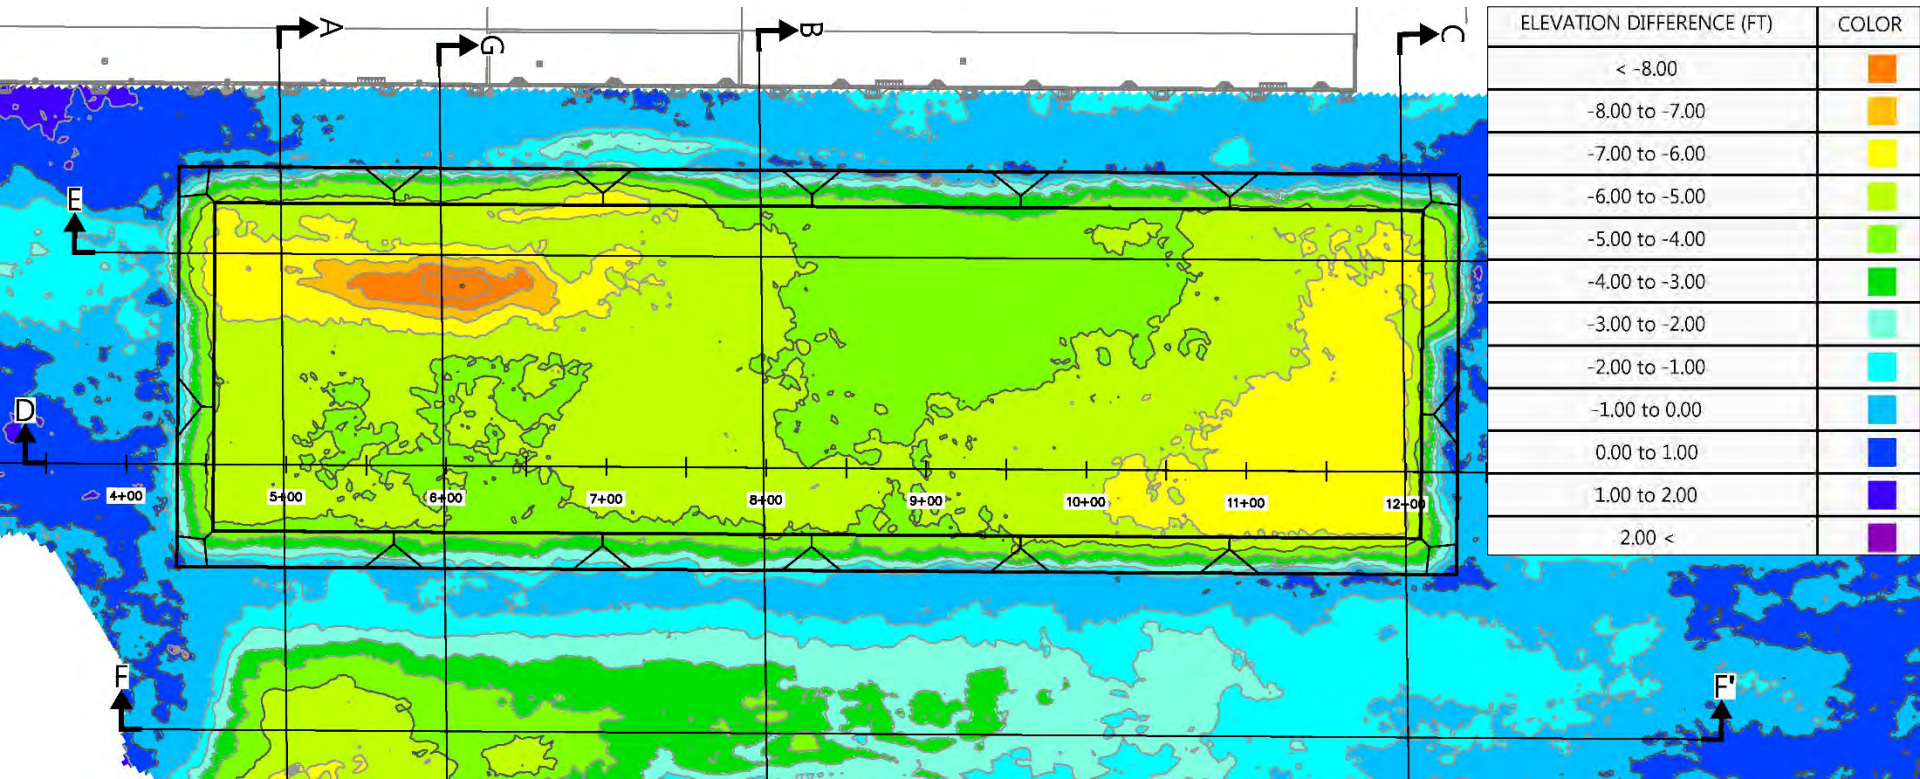 A
G
B
C
ELEVATION DIFFERENCE (FT) COLOR
< -8.00
-8.00 to -7.00
-7.00 to -6.00
-6.00 to -5.00
-5.00 to -4.00
-4.00 to -3.00
-3.00 to -2.00
-2.00 to -1.00
-1.00 to 0.00
0.00 to 1.00
1.00 to 2.00
2.00 <
E
D
4+00 5+00 6+00 7+00 8+00 9+00 10+00 11+00 12+00
F
F'